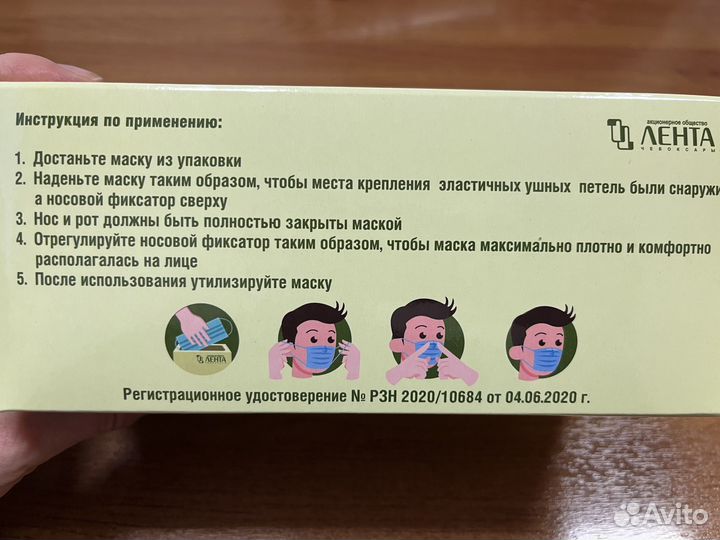 Инструкция по применению:
акционерное общество
ЛЕНТА
ЧЕБОКСАРЫ
1. Достаньте маску из упаковки
2. Наденьте маску таким образом, чтобы места крепления эластичных ушных петель были снаружи
а носовой фиксатор сверху
3. Нос и рот должны быть полностью закрыты маской
4. Отрегулируйте носовой фиксатор таким образом, чтобы маска максимально плотно и комфортно
располагалась на лице
5. После использования утилизируйте маску
ЛЕНТА
Регистрационное удостоверение № РЗН 2020/10684 от 04.06.2020 г.
Avito